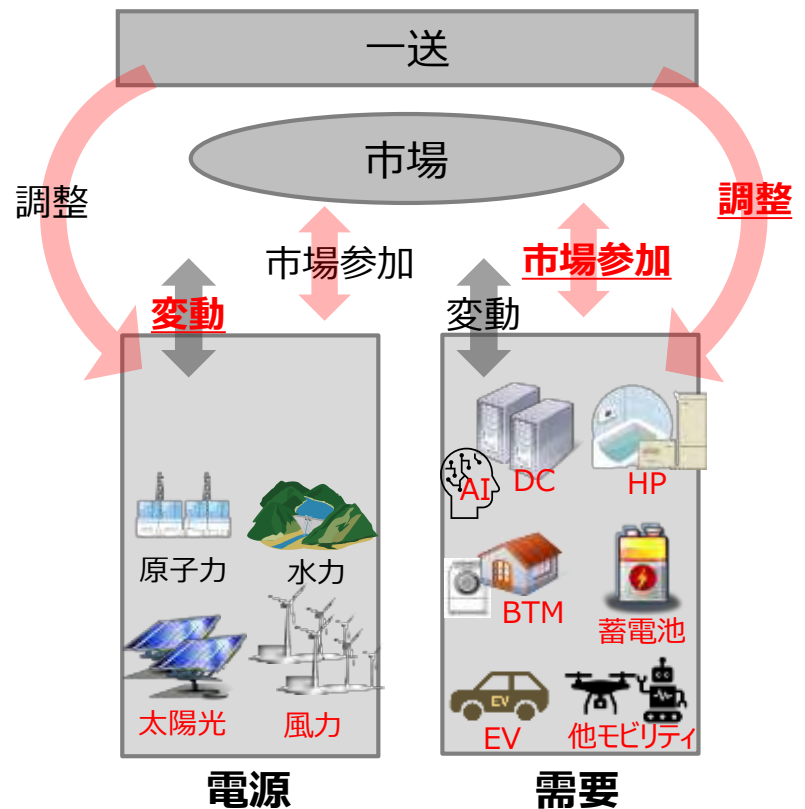 一送
市場
調整
調整
市場参加
市場参加
変動
変動
AI
DC
HP
原子力
水力
BTM
蓄電池
太陽光
風力
EV
EV
他モビリティ
電源
需要